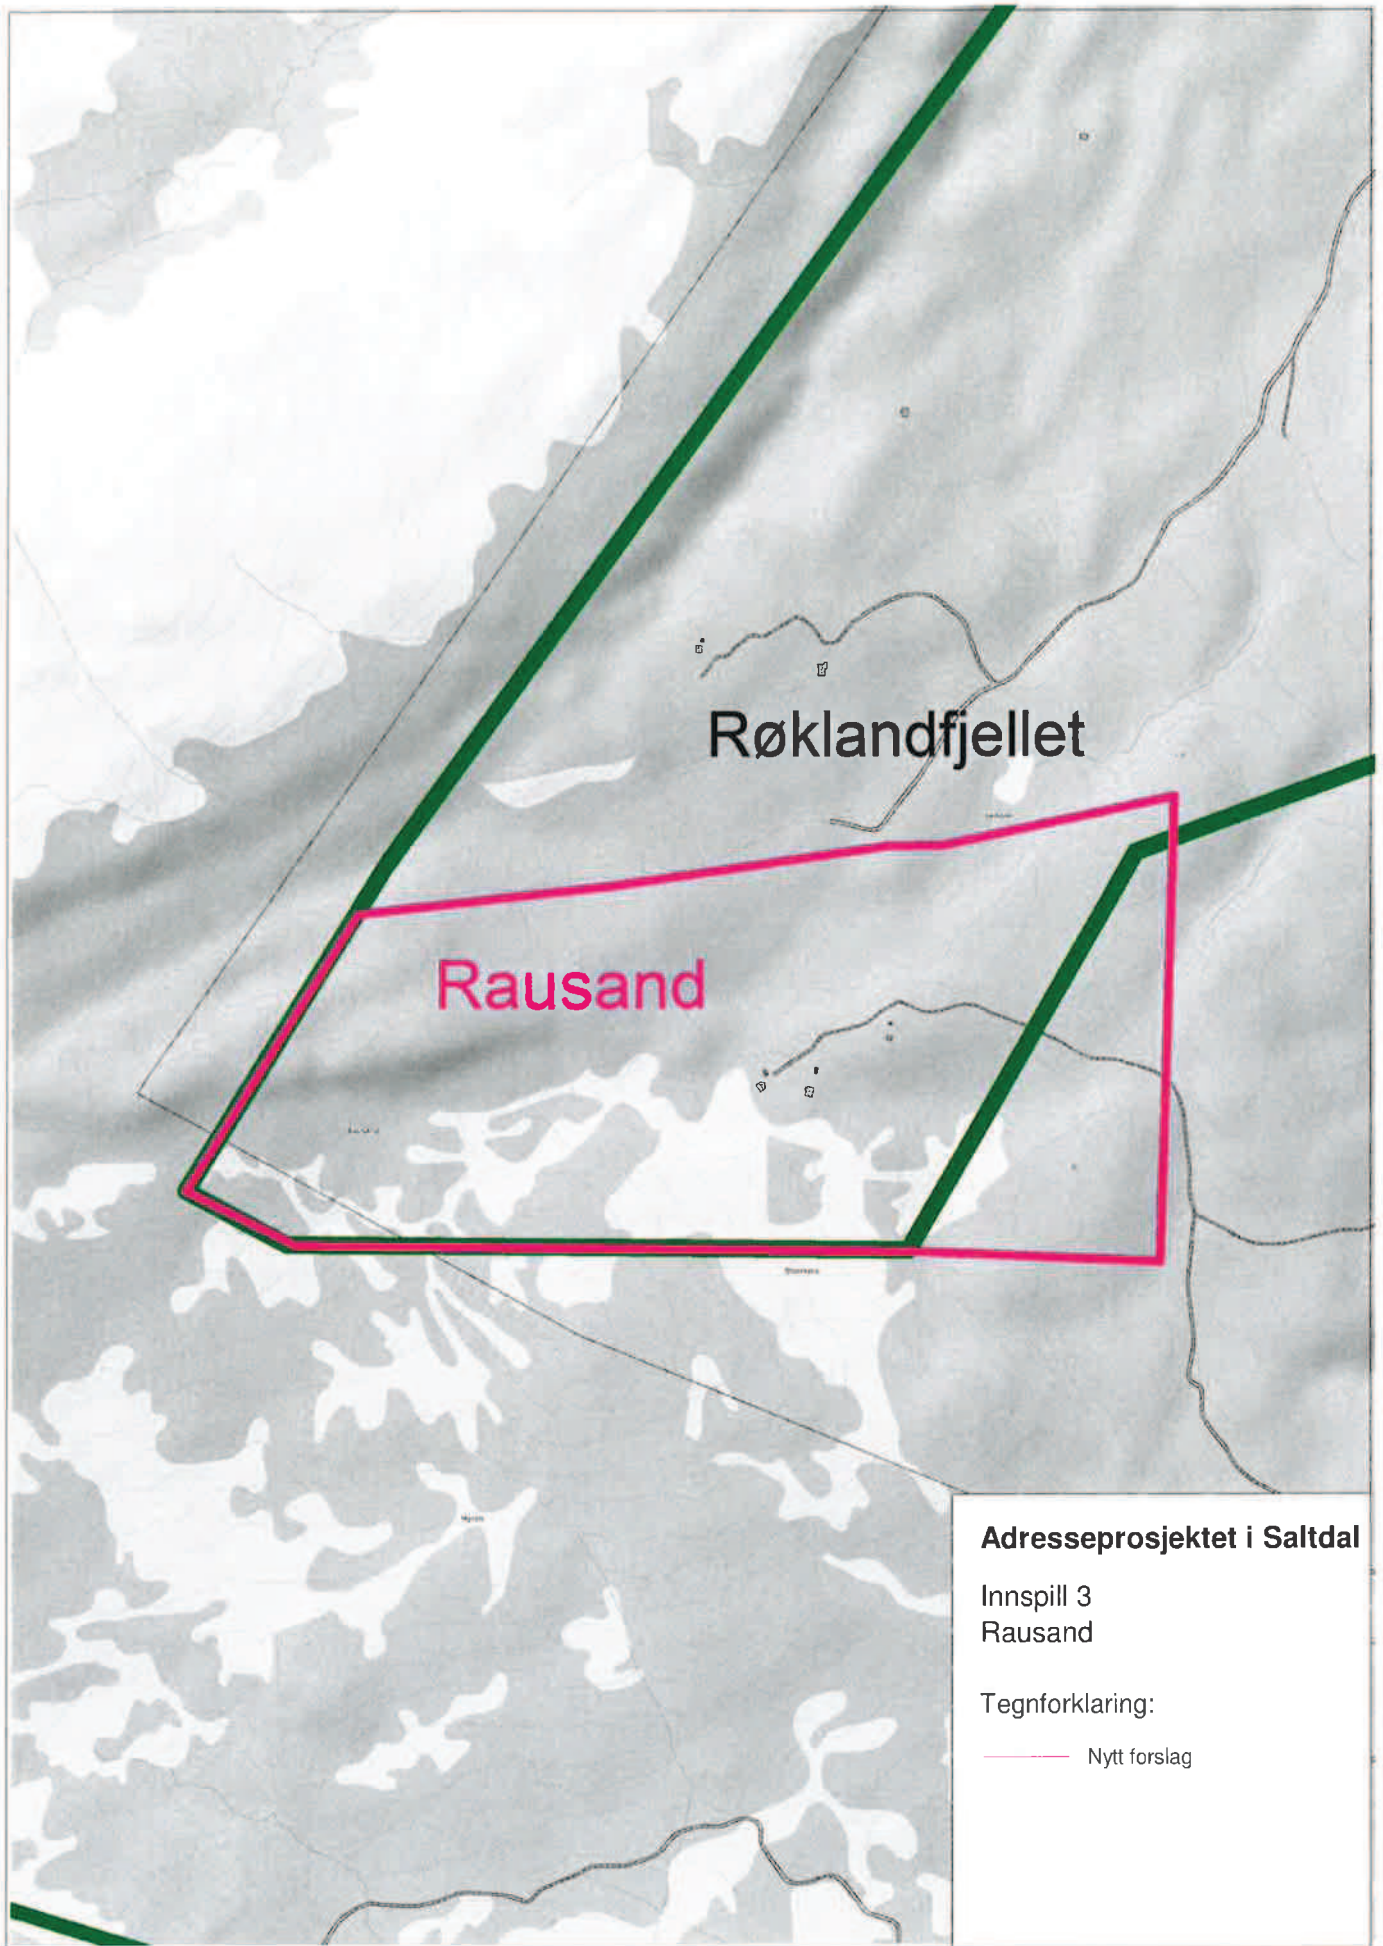 Røklandfjellet
Rausand
Adresseprosjektet i Saltdal
Innspill 3
Rausand
Tegnforklaring:
Nytt forslag